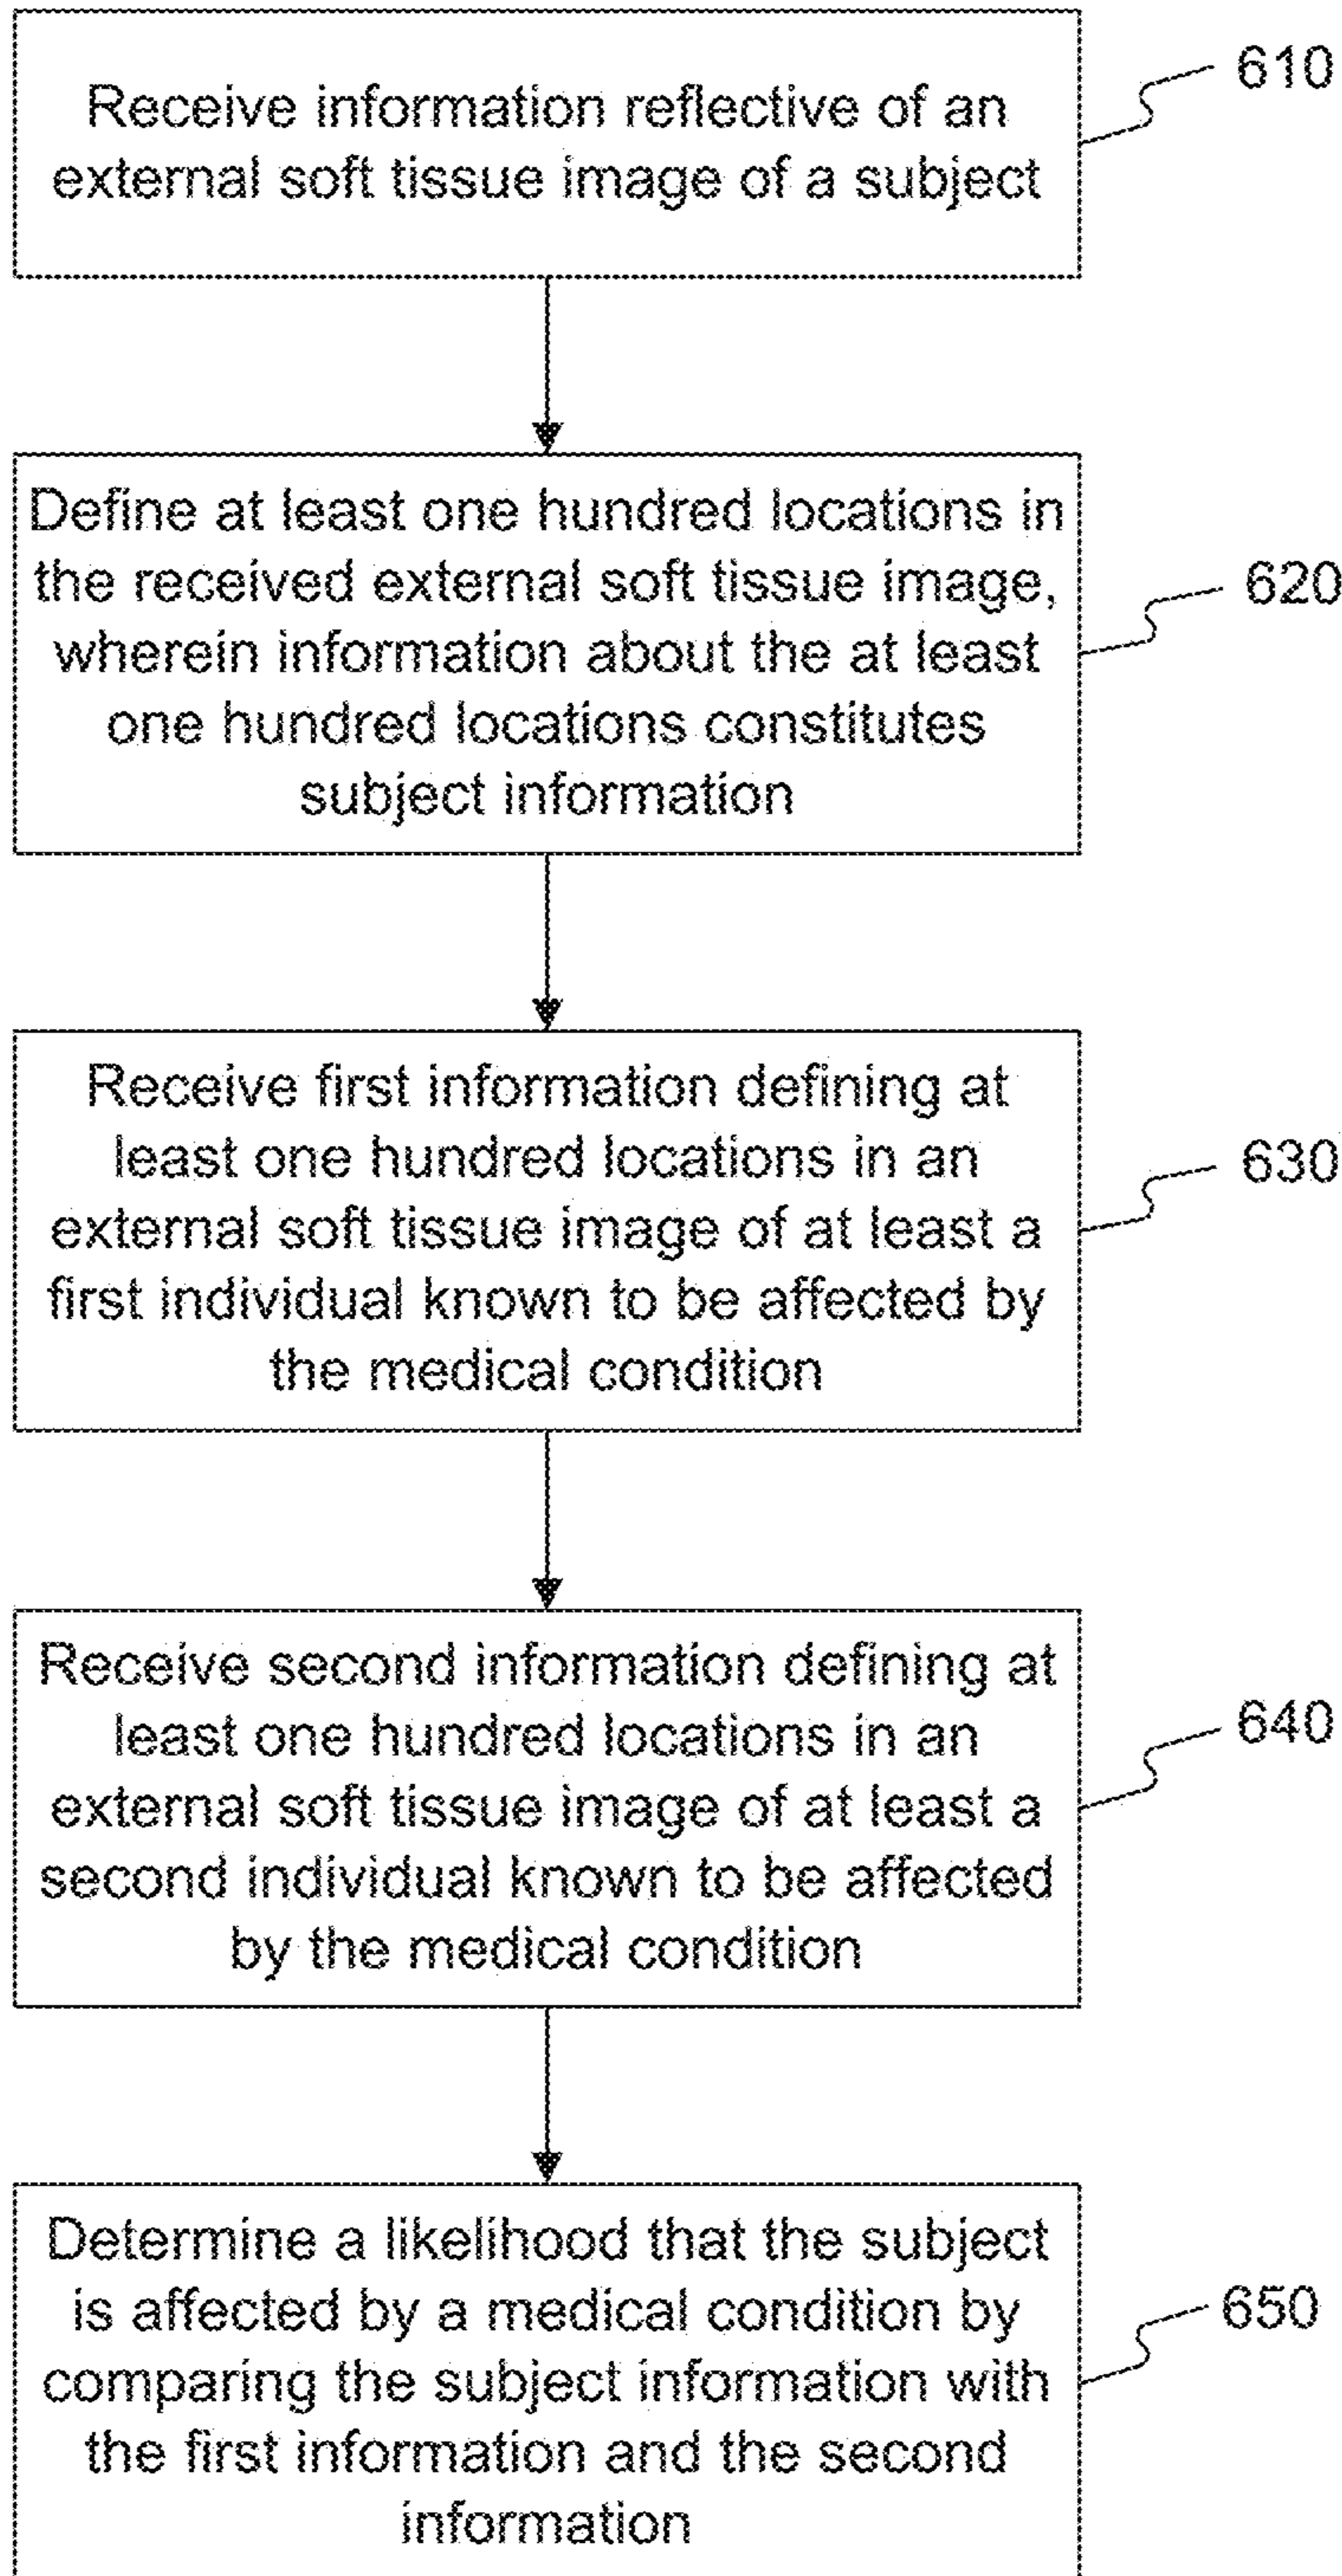 Receive information reflective of an
external soft tissue image of a subject
610
Define at least one hundred locations in
the received external soft tissue image,
wherein information about the at least
one hundred locations constitutes
subject information
620
Receive first information defining at
least one hundred locations in an
external soft tissue image of at least a
first individual known to be affected by
the medical condition
630
Receive second information defining at
least one hundred locations in an
external soft tissue image of at least a
second individual known to be affected
by the medical condition
640
Determine a likelihood that the subject
is affected by a medical condition by
comparing the subject information with
the first information and the second
information
650